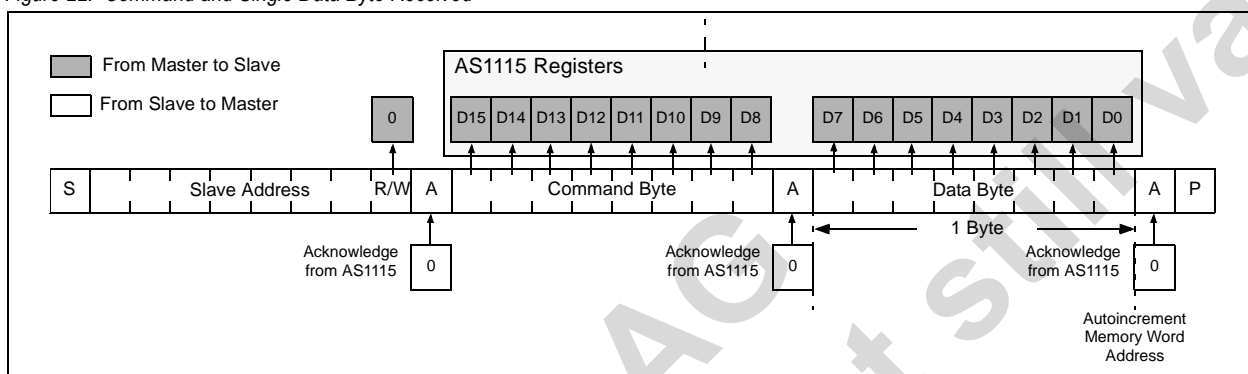 Figure 22. Command and Single Data Byte Received
From Master to Slave
From Slave to Master
AS1115 Registers
0
D15 D14 D13 D12 D11 D10 D9 D8
D7 D6 D5 D4 D3 D2 D1 D0
S Slave Address R/W A Command Byte A Data Byte A P
1 Byte
Acknowledge
from AS1115
0
Acknowledge
from AS1115
0
Acknowledge
from AS1115
0
Autoincrement
Memory Word
Address
AG
still va